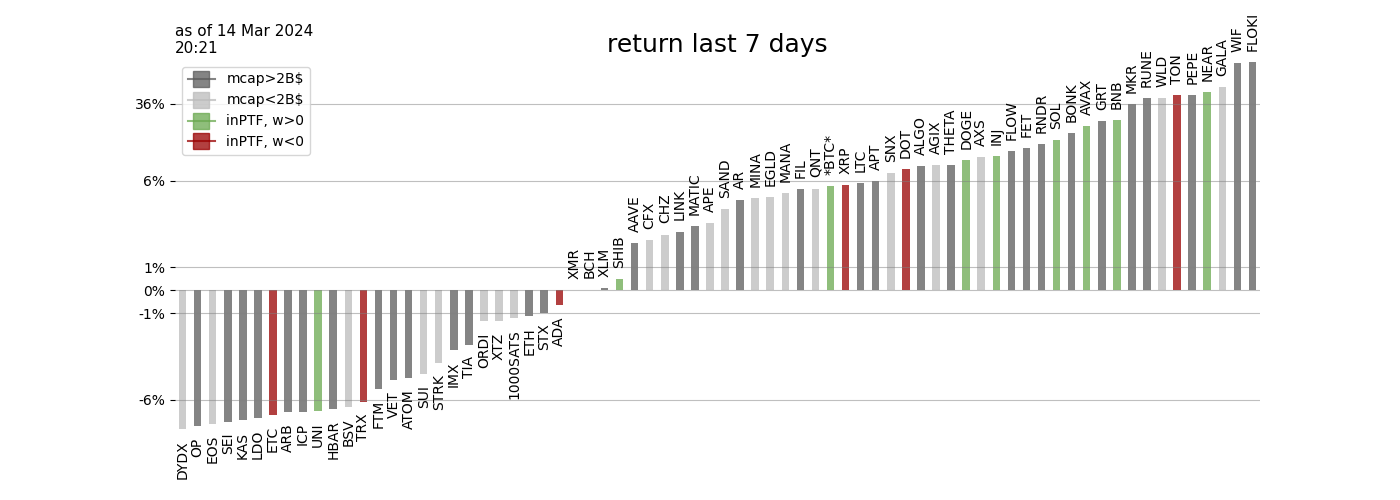 as of 14 Mar 2024
20:21
return last 7 days
mcap>2B$
mcap<2B$
inPTF, w>0
inPTF, w<0
36%
6%
1%
0%
-1%
-6%
DYDX
OP
EOS
SEI
KAS
LDO
ETC
ARB
ICP
UNI
HBAR
BSV
TRX
FTM
VET
ATOM
SUI
STRK
IMX
TIA
ORDI
XTZ
1000SATS
ETH
STX
ADA
XMR
BCH
XLM
SHIB
AAVE
CFX
CHZ
LINK
MATIC
APE
SAND
AR
MINA
EGLD
MANA
FIL
QNT
*BTC*
XRP
LTC
APT
SNX
DOT
ALGO
AGIX
THETA
DOGE
AXS
INJ
FLOW
FET
RNDR
SOL
BONK
AVAX
GRT
BNB
MKR
RUNE
WLD
TON
PEPE
NEAR
GALA
WIF
FLOKI